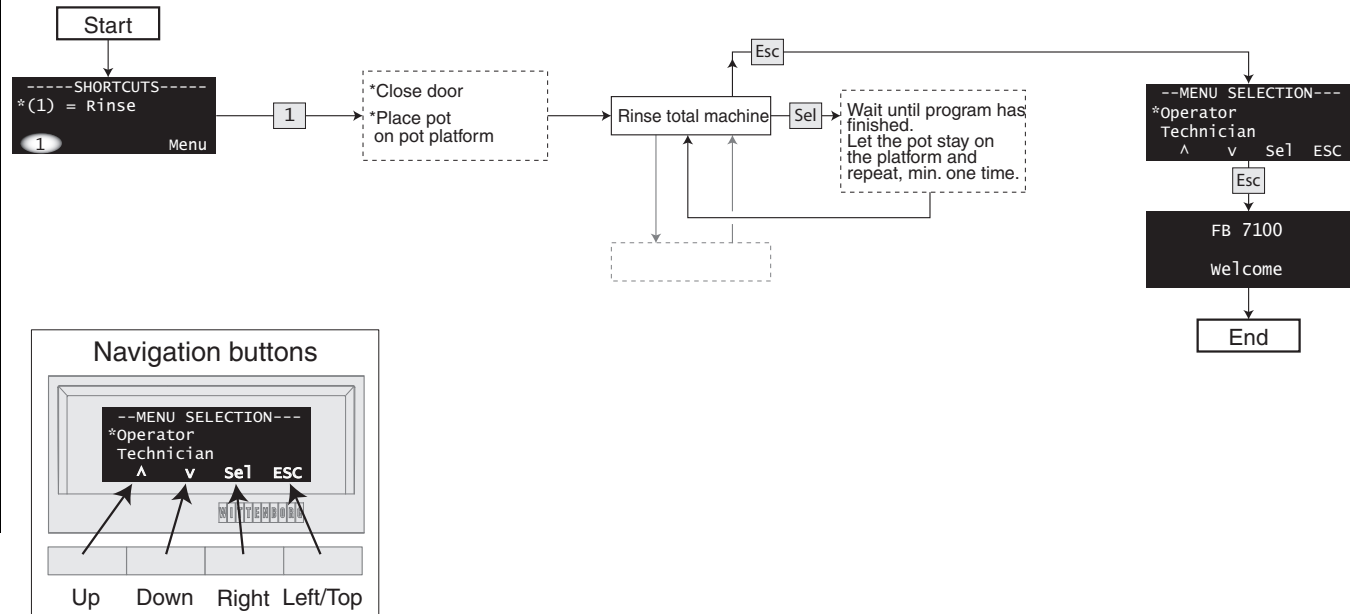 Start
-----SHORTCUTS-----
*(1) = Rinse
1 Menu
1
*Close door
*Place pot
on pot platform
Rinse total machine
Esc
Sel
Wait until program has
finished.
Let the pot stay on
the platform and
repeat, min. one time.
--MENU SELECTION---
*Operator
Technician
^ v Sel ESC
Esc
FB 7100
Welcome
End
Navigation buttons
--MENU SELECTION---
*Operator
Technician
^ v Sel ESC
WITTENBORG
Up Down Right Left/Top